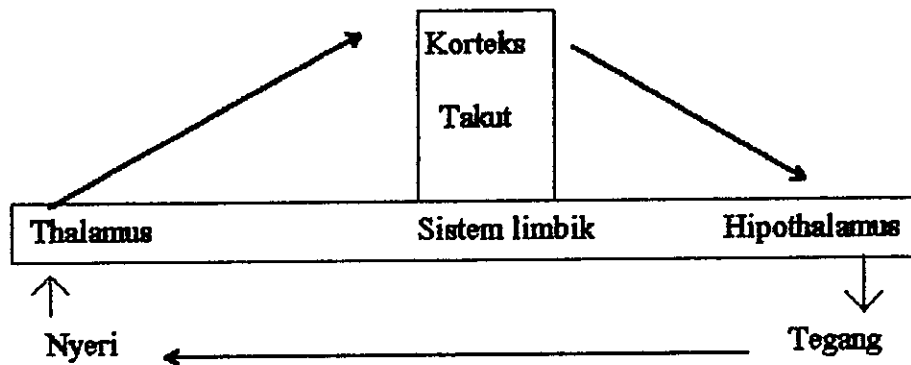 Korteks
Takut
Thalamus Sistem limbik Hipothalamus
Nyeri Tegang